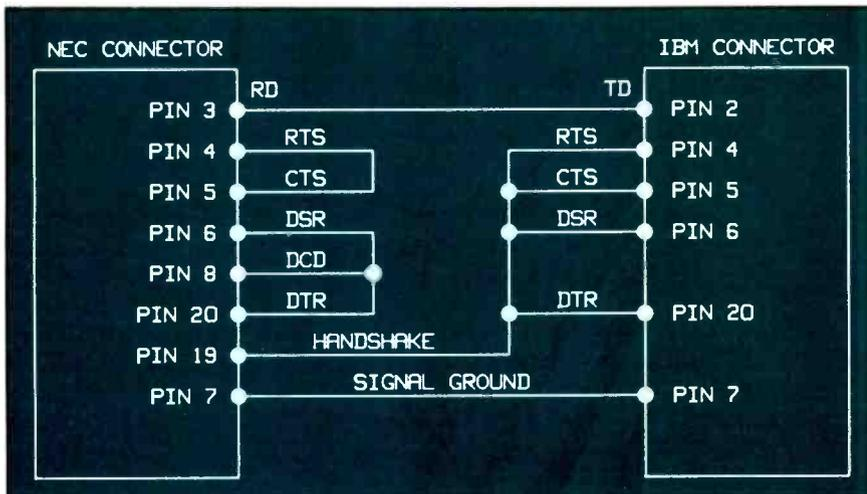 NEC CONNECTOR
IBM CONNECTOR
PIN 3
RD
TD
PIN 2
PIN 4
RTS
RTS
PIN 4
PIN 5
CTS
CTS
PIN 5
PIN 6
DSR
DSR
PIN 6
PIN 8
DCD
PIN 20
DTR
DTR
PIN 20
PIN 19
HANDSHAKE
PIN 7
SIGNAL GROUND
PIN 7